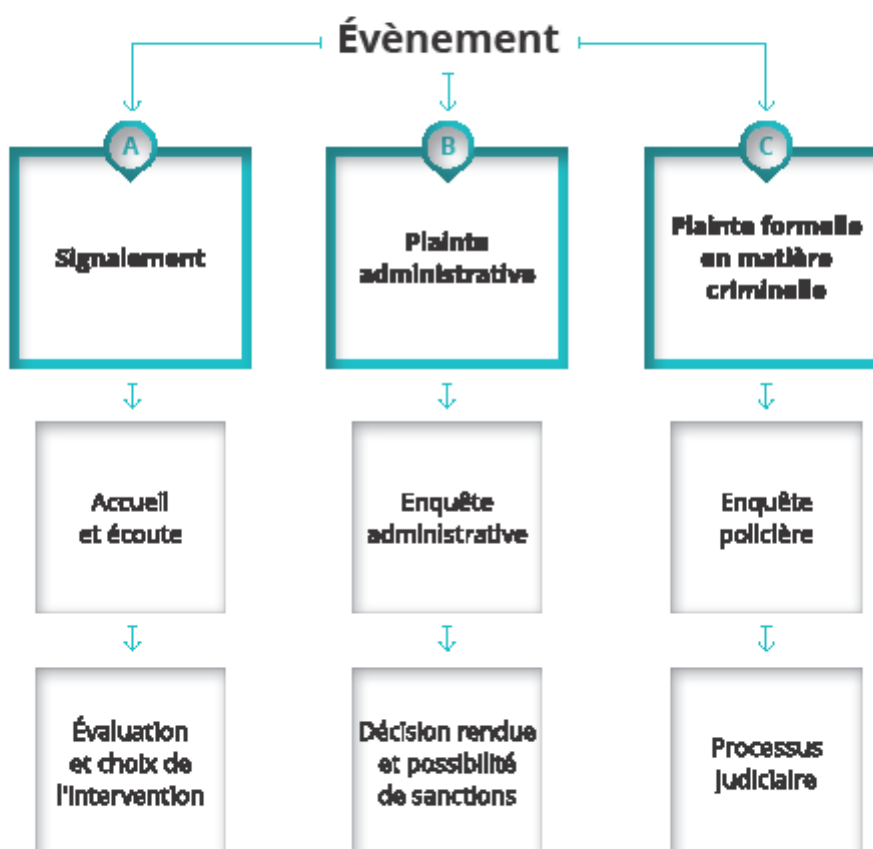 Évènement
A
Signalement
Accueil
et écoute
Évaluation
et choix de
l'intervention
B
Plainte
administrative
Enquête
administrative
Décision rendue
et possibilité
de sanctions
C
Plainte formelle
en matière
criminelle
Enquête
policière
Processus
judiciaire